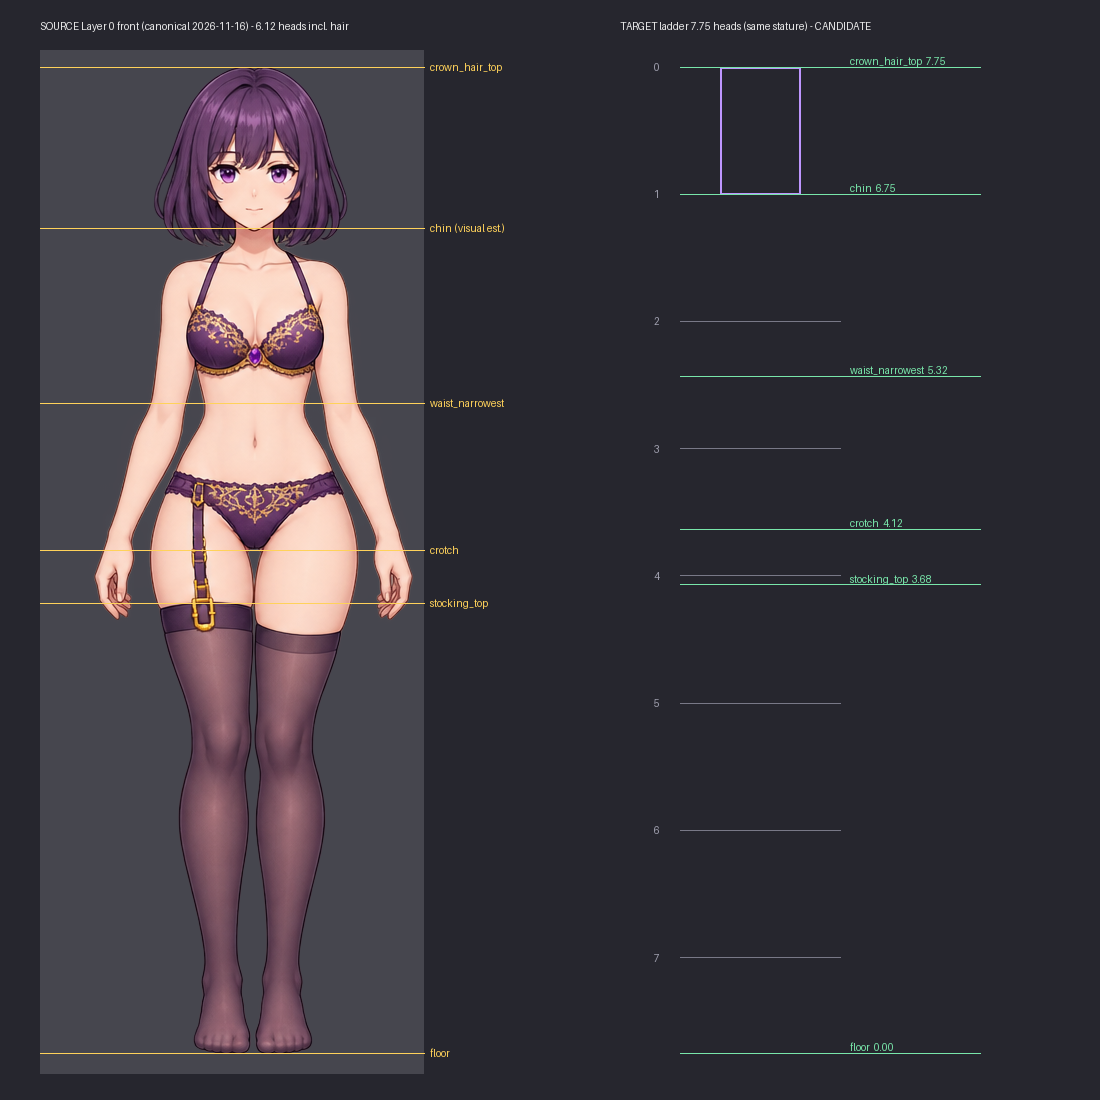 SOURCE Layer 0 front (canonical 2026-11-16) - 6.12 heads incl. hair
crown_hair_top
chin (visual est)
waist_narrowest
crotch
stocking_top
floor
TARGET ladder 7.75 heads (same stature) - CANDIDATE
0
crown_hair_top 7.75
1
chin 6.75
2
waist_narrowest 5.32
3
crotch 4.12
4
stocking_top 3.68
5
6
7
floor 0.00